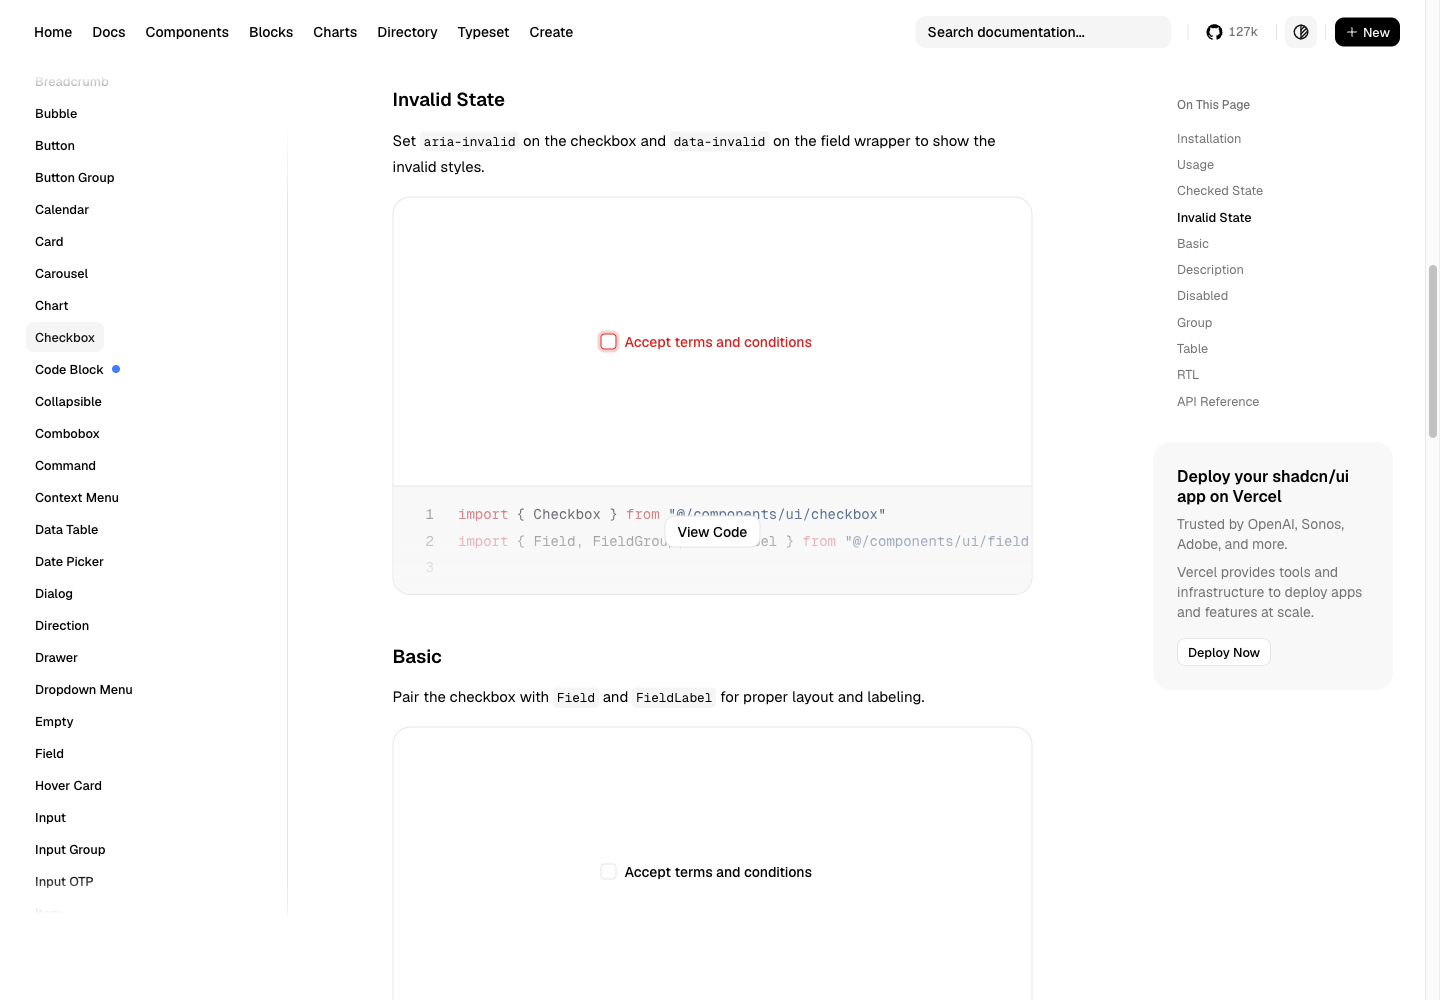 Home Docs Components Blocks Charts Directory Typeset Create
Search documentation...
127k
New
Breadcrumb
Bubble
Button
Button Group
Calendar
Card
Carousel
Chart
Checkbox
Code Block
Collapsible
Combobox
Command
Context Menu
Data Table
Date Picker
Dialog
Direction
Drawer
Dropdown Menu
Empty
Field
Hover Card
Input
Input Group
Input OTP
Invalid State
Set aria-invalid on the checkbox and data-invalid on the field wrapper to show the
invalid styles.
Accept terms and conditions
1 import { Checkbox } from "@/components/ui/checkbox"
View Code
2 import { Field, } from "@/components/ui/field
3
Basic
Pair the checkbox with Field and FieldLabel for proper layout and labeling.
Accept terms and conditions
On This Page
Installation
Usage
Checked State
Invalid State
Basic
Description
Disabled
Group
Table
RTL
API Reference
Deploy your shadcn/ui
app on Vercel
Trusted by OpenAI, Sonos,
Adobe, and more.
Vercel provides tools and
infrastructure to deploy apps
and features at scale.
Deploy Now